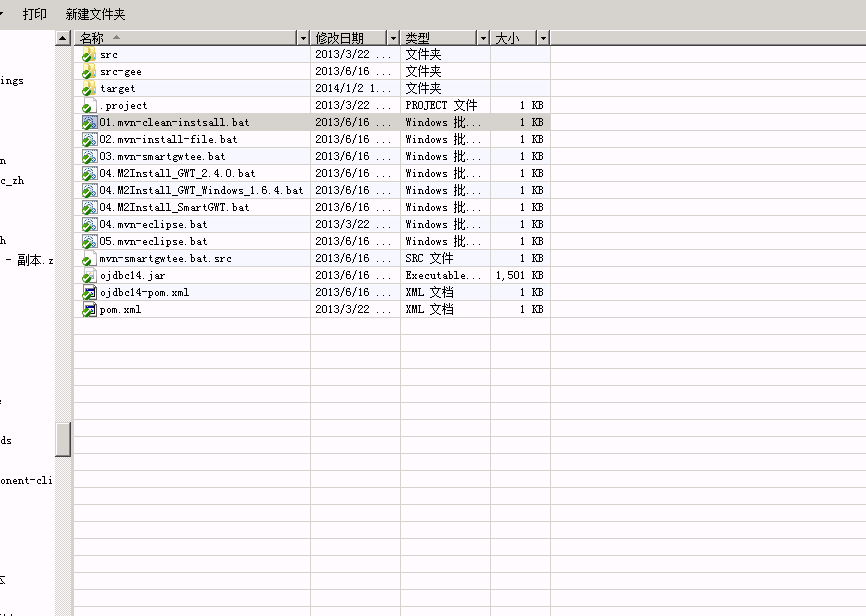 打印 新建文件夹
名称 修改日期 类型 大小
src 2013/3/22 ... 文件夹
src-gee 2013/6/16 ... 文件夹
target 2014/1/2 1... 文件夹
.project 2013/3/22 ... PROJECT 文件 1 KB
01.mvn-clean-instsall.bat 2013/6/16 ... Windows 批... 1 KB
02.mvn-install-file.bat 2013/6/16 ... Windows 批... 1 KB
03.mvn-smartgwtee.bat 2013/6/16 ... Windows 批... 1 KB
04.M2Install_GWT_2.4.0.bat 2013/6/16 ... Windows 批... 1 KB
04.M2Install_GWT_Windows_1.6.4.bat 2013/6/16 ... Windows 批... 1 KB
04.M2Install_SmartGWT.bat 2013/6/16 ... Windows 批... 1 KB
04.mvn-eclipse.bat 2013/3/22 ... Windows 批... 1 KB
05.mvn-eclipse.bat 2013/6/16 ... Windows 批... 1 KB
mvn-smartgwtee.bat.src 2013/6/16 ... SRC 文件 1 KB
ojdbc14.jar 2013/6/16 ... Executable... 1,501 KB
ojdbc14-pom.xml 2013/6/16 ... XML 文档 1 KB
pom.xml 2013/3/22 ... XML 文档 1 KB
ings
n
c_zh
h
- 副本.z
ds
onent-cli